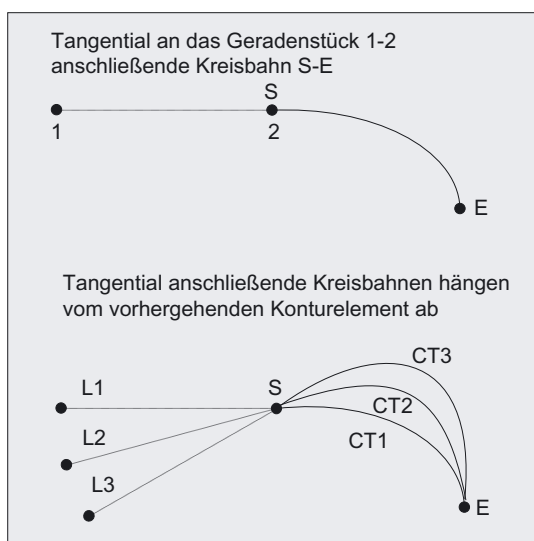 Tangential an das Geradenstück 1-2
anschließende Kreisbahn S-E
S
1
2
E
Tangential anschließende Kreisbahnen hängen
vom vorhergehenden Konturelement ab
CT3
L1
S
CT2
L2
CT1
L3
E